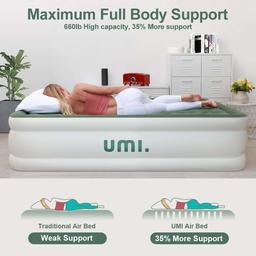 Maximum Full Body Support
660lb High capacity, 35% More support
umi.
Traditional Air Bed
UMI Air Bed
Weak Support
35% More Support